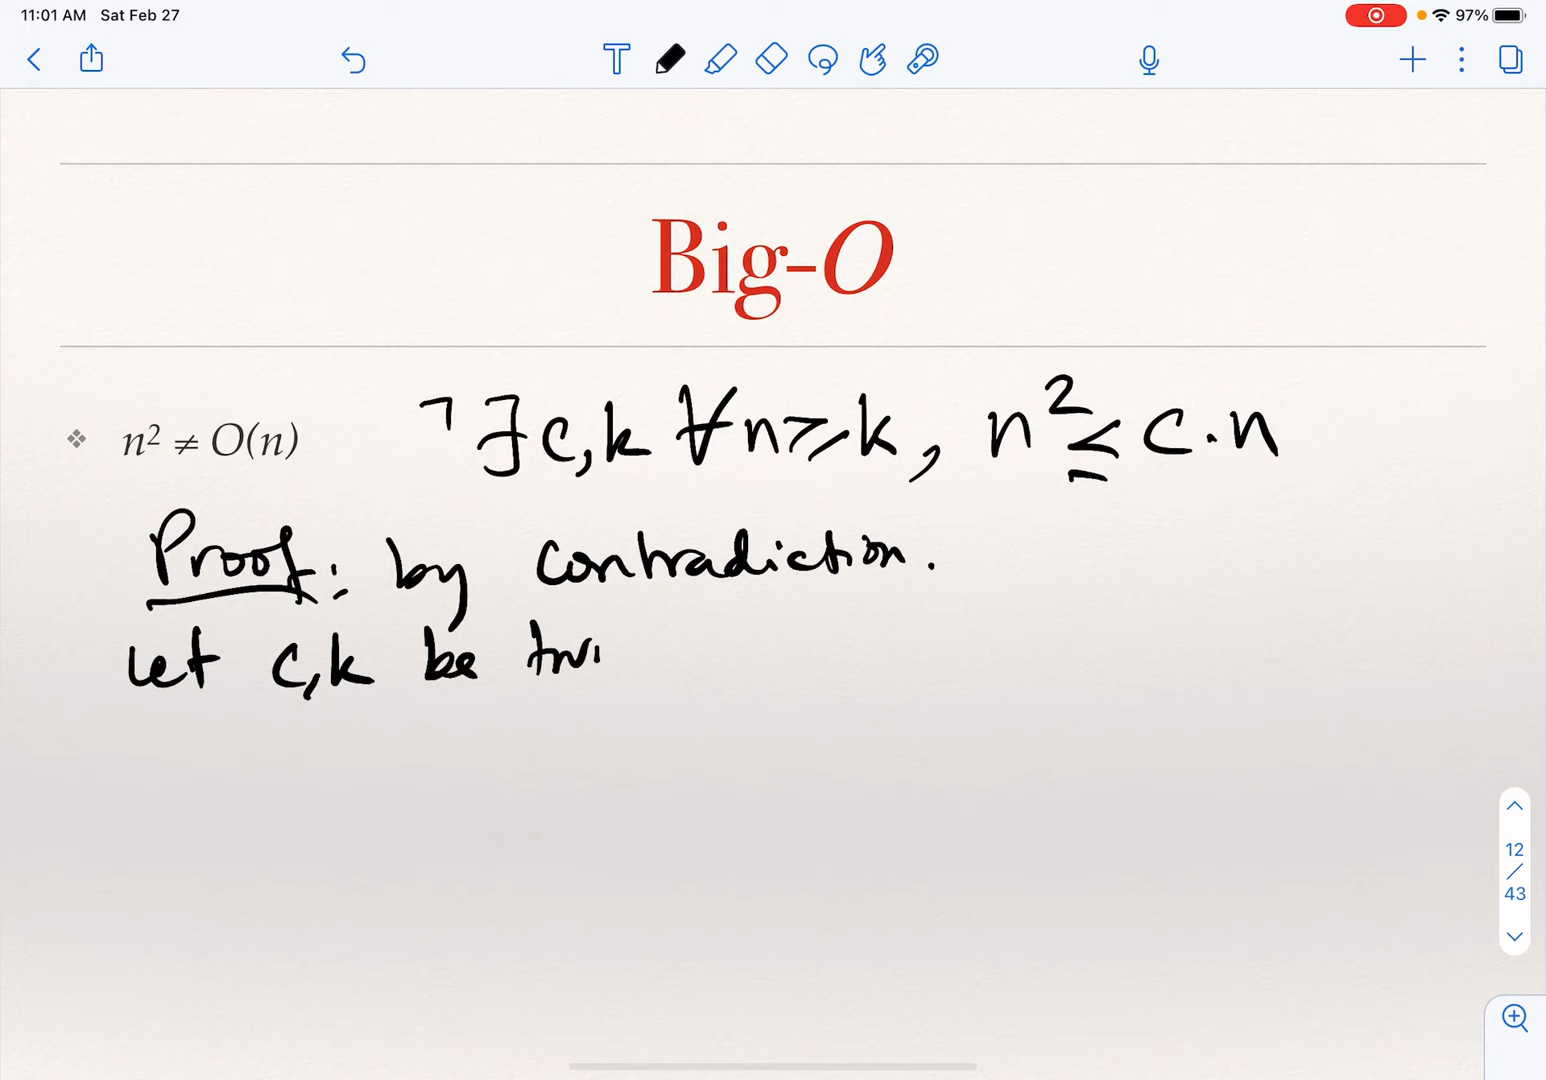 11:01 AM Sat Feb 27
97%
Big-O
❖ n² ≠ O(n) ¬∃c,k ∀n≥k, n² ≤ c·n
Proof: by contradiction.
let c,k be
12
/
43